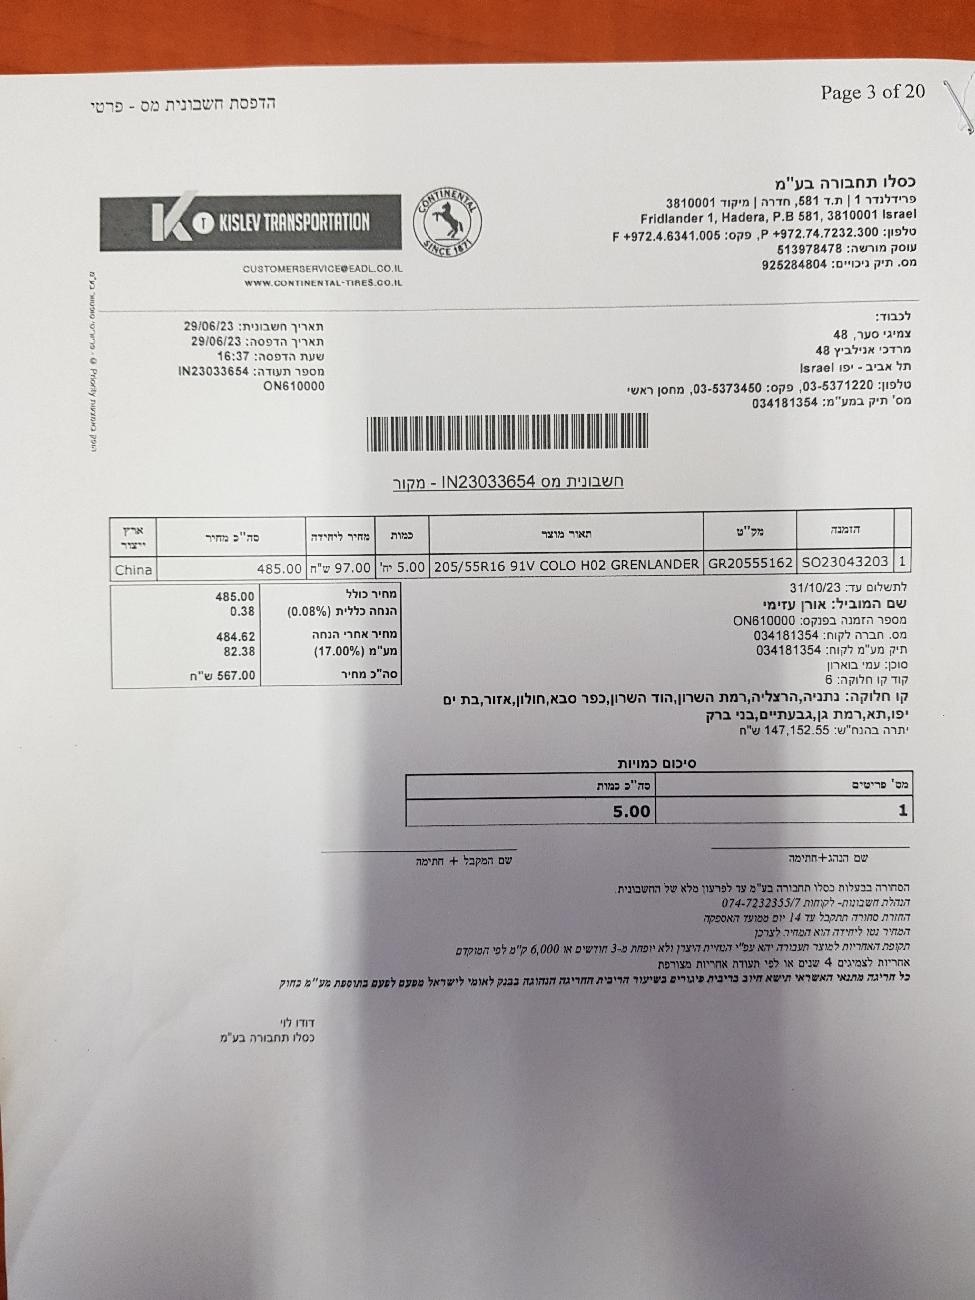 Page 3 of 20
הדפסת חשבונית מס - פרטי
כסלו תחבורה בע"מ
פרידלנדר 1 | ת.ד 581, חדרה | מיקוד 3810001
Fridlander 1, Hadera, P.B 581, 3810001 Israel
טלפון: P +972.74.7232.300, פקס: F +972.4.6341.005
עוסק מורשה: 513978478
מס. תיק ניכויים: 925284804
KISLEV TRANSPORTATION
CONTINENTAL
SINCE 1871
CUSTOMERSERVICE@EADL.CO.IL
WWW.CONTINENTAL-TIRES.CO.IL
לכבוד:
צמיגי סער, 48
מרדכי אנילביץ 48
תל אביב - יפו Israel
טלפון: 03-5371220, פקס: 03-5373450, מחסן ראשי
מס' תיק במע"מ: 034181354
תאריך חשבונית: 29/06/23
תאריך הדפסה: 29/06/23
שעת הדפסה: 16:37
מספר תעודה: IN23033654
ON610000
חשבונית מס IN23033654 - מקור
הזמנה מק"ט תאור מוצר כמות מחיר ליחידה סה"כ מחיר ארץ ייצור
1 SO23043203 GR20555162 205/55R16 91V COLO H02 GRENLANDER 5.00 יח' 97.00 ש"ח 485.00 China
לתשלום עד: 31/10/23
שם המוביל: אורן עזימי
מספר הזמנה בפנקס: ON610000
מס. חברה לקוח: 034181354
תיק מע"מ לקוח: 034181354
סוכן: עמי בוארון
קוד קו חלוקה: 6
קו חלוקה: נתניה,הרצליה,רמת השרון,הוד השרון,כפר סבא,חולון,אזור,בת ים
יפו,תא,רמת גן,גבעתיים,בני ברק
יתרה בהנח"ש: 147,152.55 ש"ח
מחיר כולל 485.00
הנחה כללית (0.08%) 0.38
מחיר אחרי הנחה 484.62
מע"מ (17.00%) 82.38
סה"כ מחיר 567.00 ש"ח
סיכום כמויות
מס' פריטים סה"כ כמות
1 5.00
שם הנהג+חתימה
שם המקבל + חתימה
הסחורה בבעלות כסלו תחבורה בע"מ עד לפרעון מלא של החשבונית.
הנהלת חשבונות- לקוחות 074-7232355/7
החזרת סחורה תתקבל עד 14 יום ממועד האספקה
המחיר נטו ליחידה הוא המחיר לצרכן
תקופת האחריות למוצר תעבורה יהא עפ"י הנחיית היצרן ולא יפחת מ-3 חודשים או 6,000 ק"מ לפי המוקדם
אחריות לצמיגים 4 שנים או לפי תעודת אחריות מצורפת
כל חריגה מתנאי האשראי תישא חיוב בריבית פיגורים בשיעור הריבית החריגה הנהוגה בבנק לאומי לישראל מפעם לפעם בתוספת מע"מ כחוק
דודו לוי
כסלו תחבורה בע"מ